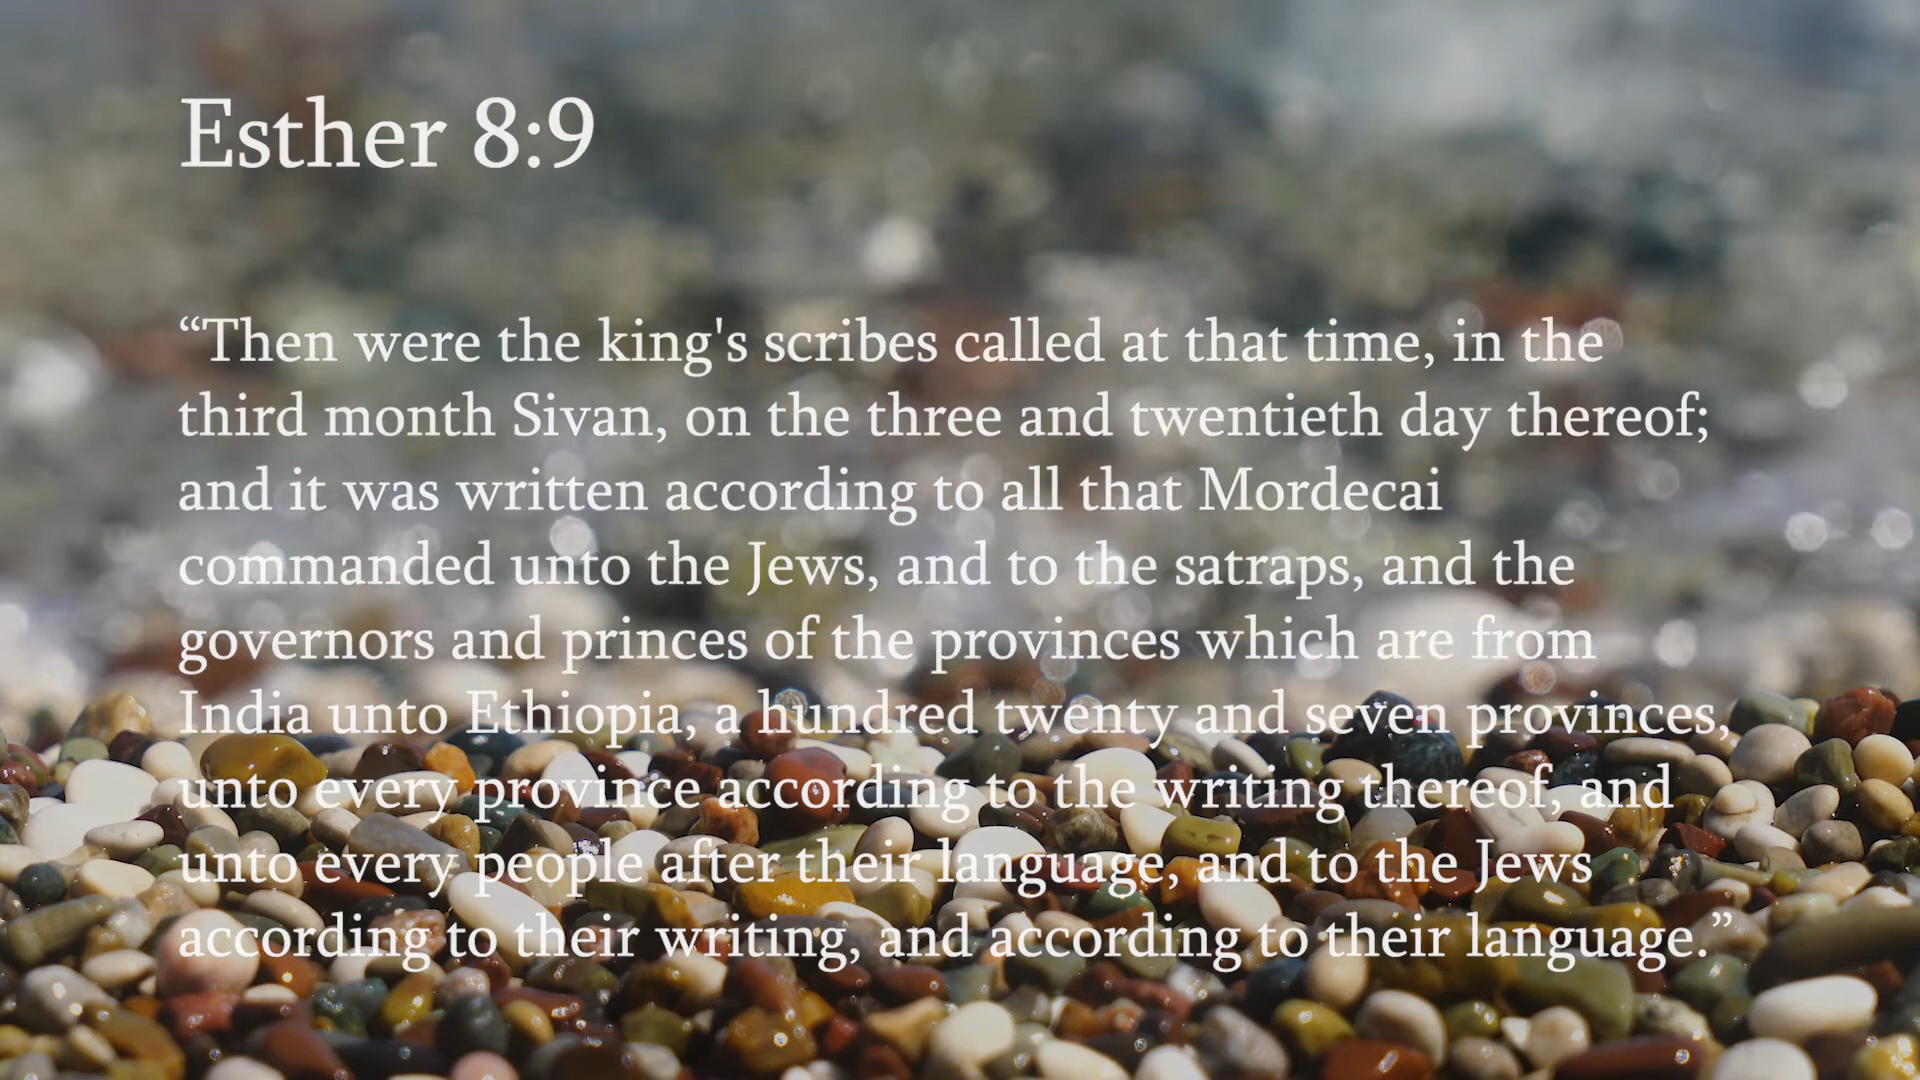 Esther 8:9
“Then were the king's scribes called at that time, in the
third month Sivan, on the three and twentieth day thereof;
and it was written according to all that Mordecai
commanded unto the Jews, and to the satraps, and the
governors and princes of the provinces which are from
India unto Ethiopia, a hundred twenty and seven provinces,
unto every province according to the writing thereof, and
unto every people after their language, and to the Jews
according to their writing, and according to their language.”